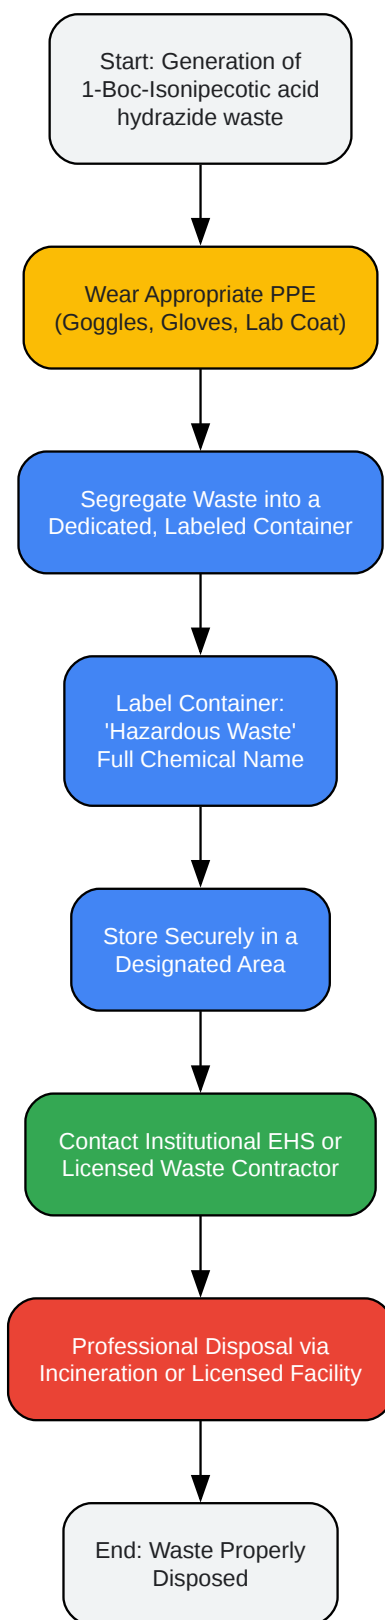 Start: Generation of
1-Boc-Isonipecotic acid
hydrazide waste
Wear Appropriate PPE
(Goggles, Gloves, Lab Coat)
Segregate Waste into a
Dedicated, Labeled Container
Label Container:
'Hazardous Waste'
Full Chemical Name
Store Securely in a
Designated Area
Contact Institutional EHS or
Licensed Waste Contractor
Professional Disposal via
Incineration or Licensed Facility
End: Waste Properly
Disposed